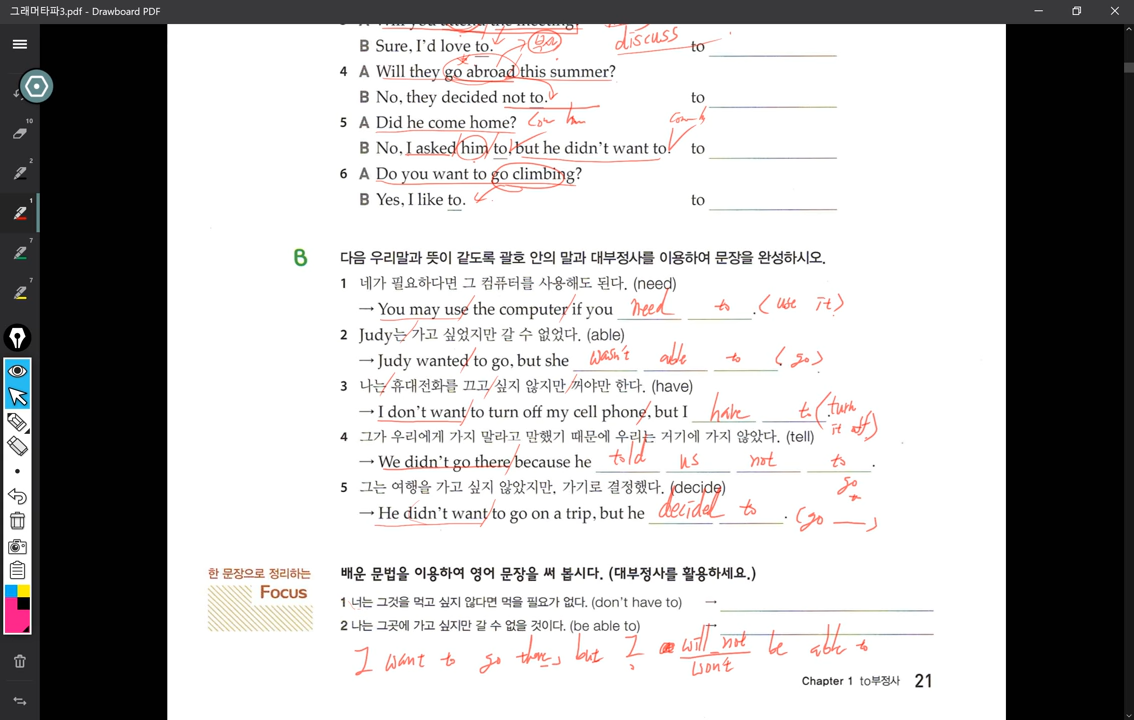 그래머타파3.pdf - Drawboard PDF
discuss
B Sure, I'd love to. 부사 to
4 A Will they go abroad this summer?
B No, they decided not to. to
5 A Did he come home?
B No, I asked him to, but he didn't want to. to
6 A Do you want to go climbing?
B Yes, I like to. to
B 다음 우리말과 뜻이 같도록 괄호 안의 말과 대부정사를 이용하여 문장을 완성하시오.
1 네가 필요하다면 그 컴퓨터를 사용해도 된다. (need)
→ You may use the computer if you need to. (use it)
2 Judy는 가고 싶었지만 갈 수 없었다. (able)
→ Judy wanted to go, but she wasn't able to. (go)
3 나는 휴대전화를 끄고 싶지 않지만 꺼야만 한다. (have)
→ I don't want to turn off my cell phone, but I have to. (turn it off)
4 그가 우리에게 가지 말라고 말했기 때문에 우리는 거기에 가지 않았다. (tell)
→ We didn't go there because he told us not to.
go
5 그는 여행을 가고 싶지 않았지만, 가기로 결정했다. (decide)
→ He didn't want to go on a trip, but he decided to. (go
한 문장으로 정리하는 배운 문법을 이용하여 영어 문장을 써 봅시다. (대부정사를 활용하세요.)
Focus
1 너는 그것을 먹고 싶지 않다면 먹을 필요가 없다. (don't have to) →
2 나는 그곳에 가고 싶지만 갈 수 없을 것이다. (be able to) →
I want to go there, but I will not be able to
won't
Chapter 1 to부정사 21